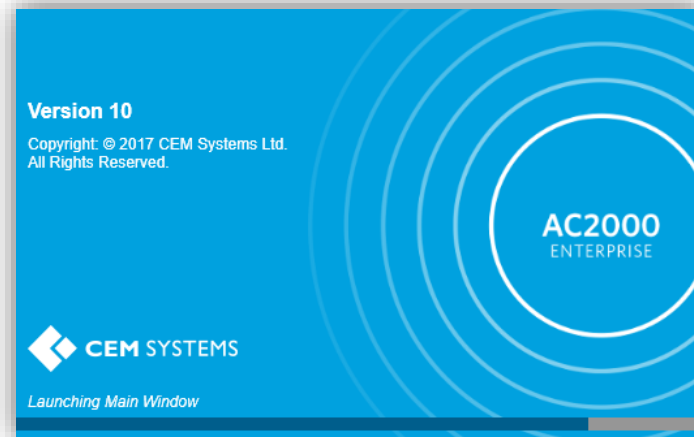 Version 10
Copyright: © 2017 CEM Systems Ltd.
All Rights Reserved.
AC2000
ENTERPRISE
CEM SYSTEMS
Launching Main Window